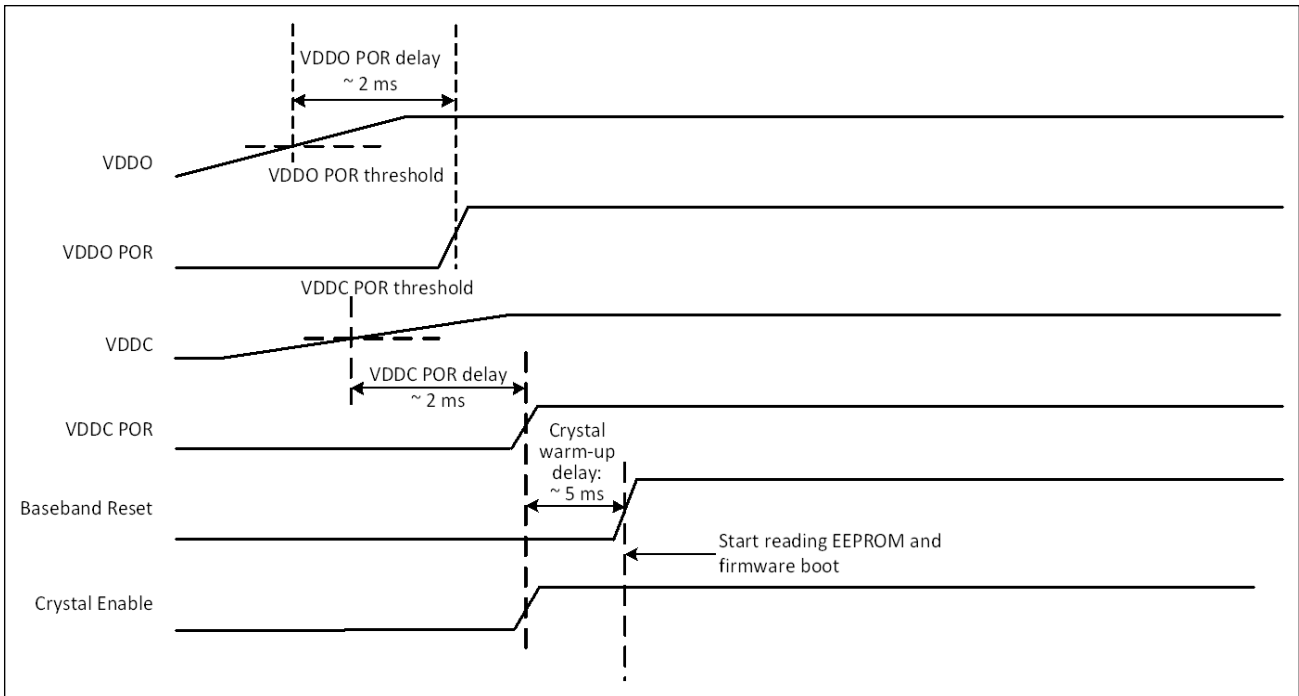 VDDO POR delay
~ 2 ms
VDDO
VDDO POR threshold
VDDO POR
VDDC POR threshold
VDDC
VDDC POR delay
~ 2 ms
VDDC POR
Crystal
warm-up
delay:
~ 5 ms
Baseband Reset
Start reading EEPROM and
firmware boot
Crystal Enable